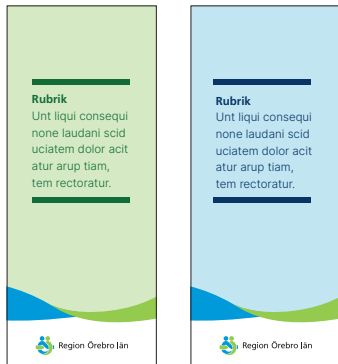 Rubrik
Unt liqui consequi
none laudani scid
uciatem dolor acit
atur arup tiam,
tem rectoratur.
Region Örebro län
Rubrik
Unt liqui consequi
none laudani scid
uciatem dolor acit
atur arup tiam,
tem rectoratur.
Region Örebro län